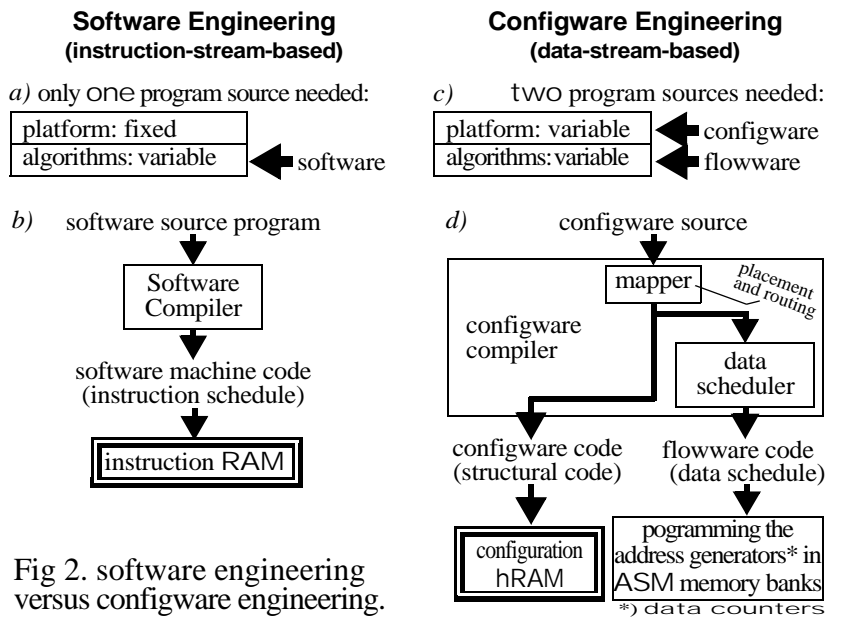 Software Engineering
(instruction-stream-based)
a) only one program source needed:
platform: fixed
algorithms: variable
software
b) software source program
Software
Compiler
software machine code
(instruction schedule)
instruction RAM
Fig 2. software engineering
versus configware engineering.
Configware Engineering
(data-stream-based)
c) two program sources needed:
platform: variable
configware
algorithms: variable
flowware
d) configware source
mapper
placement
and routing
configware
compiler
data
scheduler
configware code
(structural code)
flowware code
(data schedule)
configuration
hRAM
pogramming the
address generators* in
ASM memory banks
*) data counters